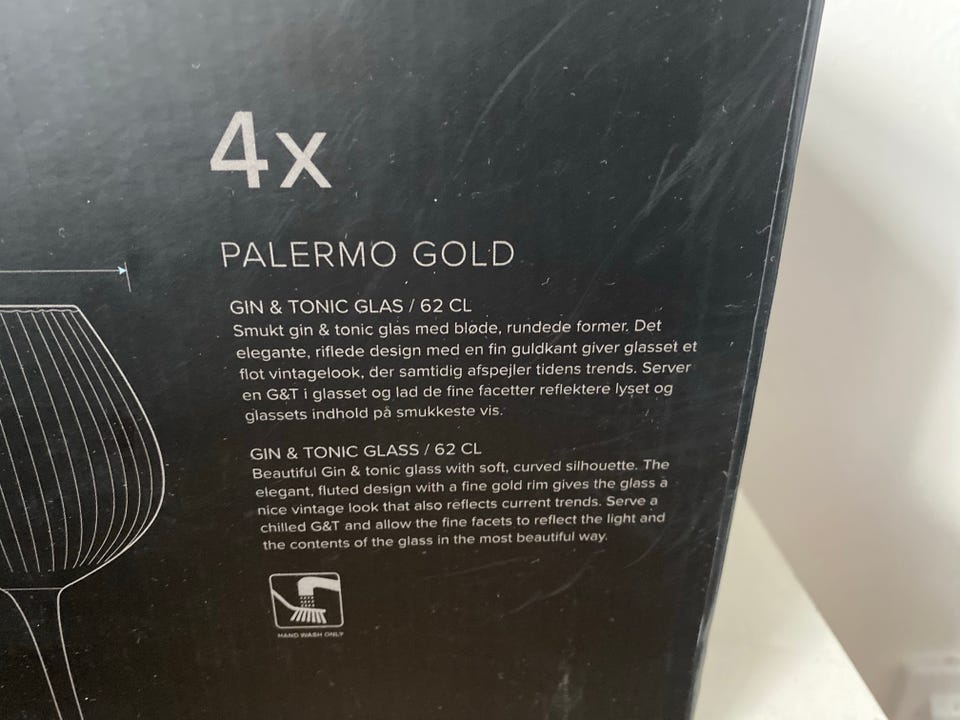 4x
PALERMO GOLD
GIN & TONIC GLAS / 62 CL
Smukt gin & tonic glas med bløde, rundede former. Det
elegante, riflede design med en fin guldkant giver glasset et
flot vintagelook, der samtidig afspejler tidens trends. Server
en G&T i glasset og lad de fine facetter reflektere lyset og
glassets indhold på smukkeste vis.
GIN & TONIC GLASS / 62 CL
Beautiful Gin & tonic glass with soft, curved silhouette. The
elegant, fluted design with a fine gold rim gives the glass a
nice vintage look that also reflects current trends. Serve a
chilled G&T and allow the fine facets to reflect the light and
the contents of the glass in the most beautiful way.
HAND WASH ONLY